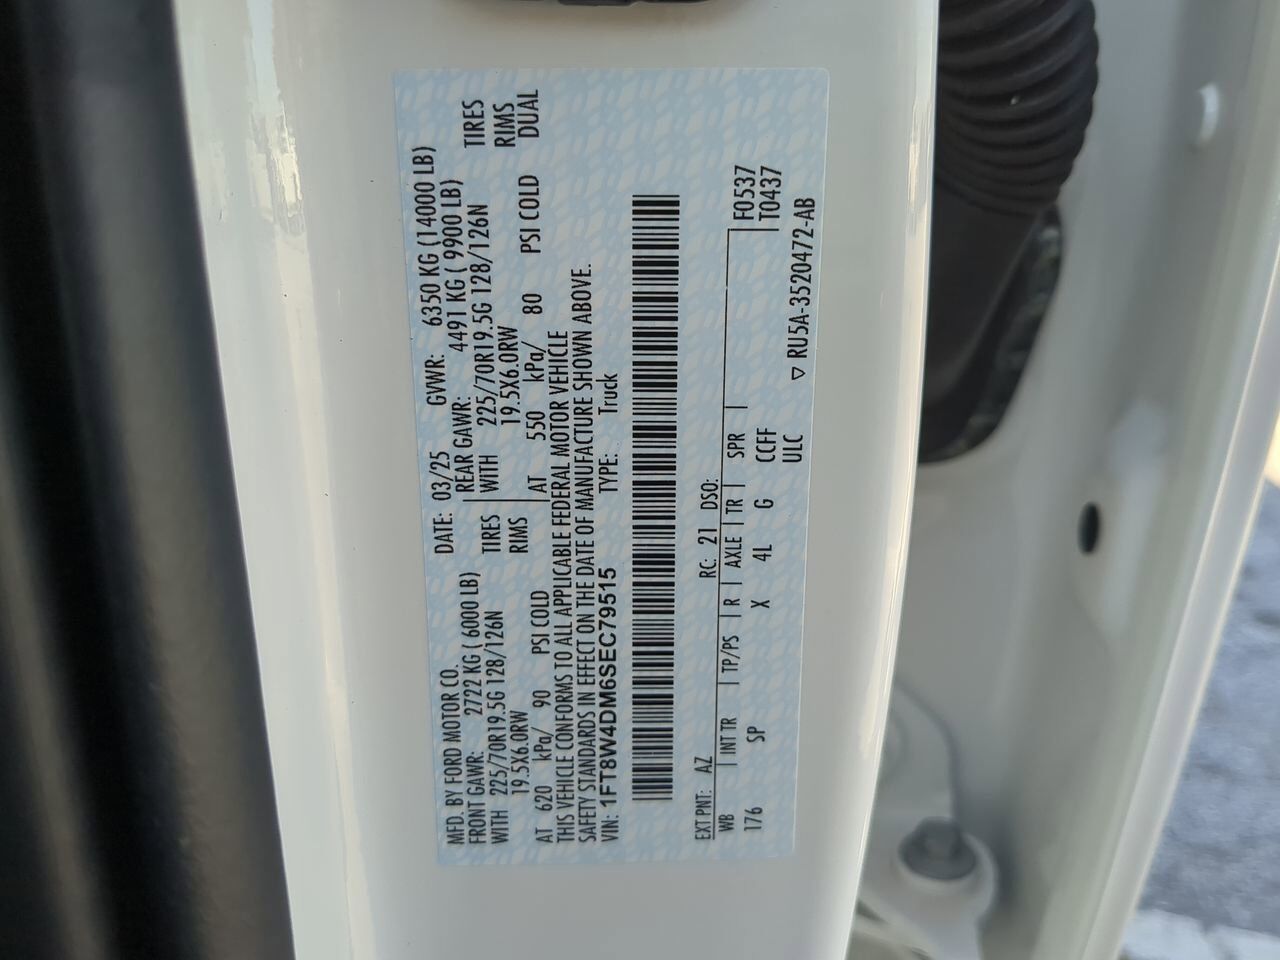 MFD. BY FORD MOTOR CO.
DATE: 03/25 GVWR: 6350 KG (14000 LB)
FRONT GAWR: 2722 KG ( 6000 LB)
REAR GAWR: 4491 KG ( 9900 LB)
WITH 225/70R19.5G 128/126N TIRES
WITH 225/70R19.5G 128/126N TIRES
19.5X6.0RW RIMS
19.5X6.0RW RIMS
AT 620 kPa/ 90 PSI COLD
AT 550 kPa/ 80 PSI COLD DUAL
THIS VEHICLE CONFORMS TO ALL APPLICABLE FEDERAL MOTOR VEHICLE
SAFETY STANDARDS IN EFFECT ON THE DATE OF MANUFACTURE SHOWN ABOVE.
VIN: 1FT8W4DM6SEC79515 TYPE: Truck
EXT PNT: AZ RC: 21 DSO: F0537
WB INT TR TP/PS R AXLE TR SPR T0437
176 SP X 4L G CCFF
ULC ▽ RU5A-3520472-AB